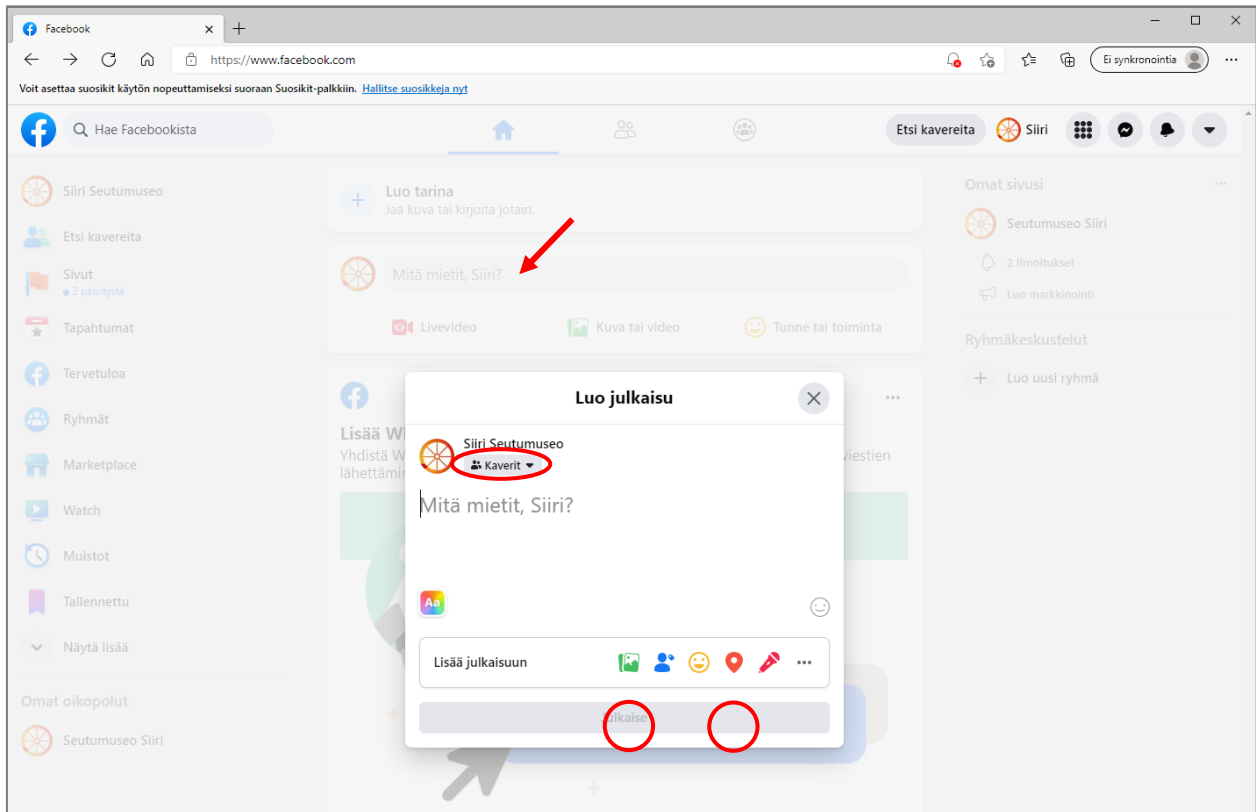 Facebook
https://www.facebook.com
Ei synkronointia
Voit asettaa suosikit käytön nopeuttamiseksi suoraan Suosikit-palkkiin. Hallitse suosikkeja nyt
Hae Facebookista
Etsi kavereita
Siiri
Siiri Seutumuseo
Etsi kavereita
Sivut
2 päivitystä
Tapahtumat
Tervetuloa
Ryhmät
Marketplace
Watch
Muistot
Tallennettu
Näytä lisää
Omat oikopolut
Seutumuseo Siiri
Luo tarina
Jaa kuva tai kirjoita jotain.
Mitä mietit, Siiri?
Livevideo
Kuva tai video
Tunne tai toiminta
Lisää W
Yhdistä W
viestien
lähettämi
Luo julkaisu
Siiri Seutumuseo
Kaverit
Mitä mietit, Siiri?
Aa
Lisää julkaisuun
Julkaise
Omat sivusi
Seutumuseo Siiri
2 Ilmoitukset
Luo markkinointi
Ryhmäkeskustelut
Luo uusi ryhmä